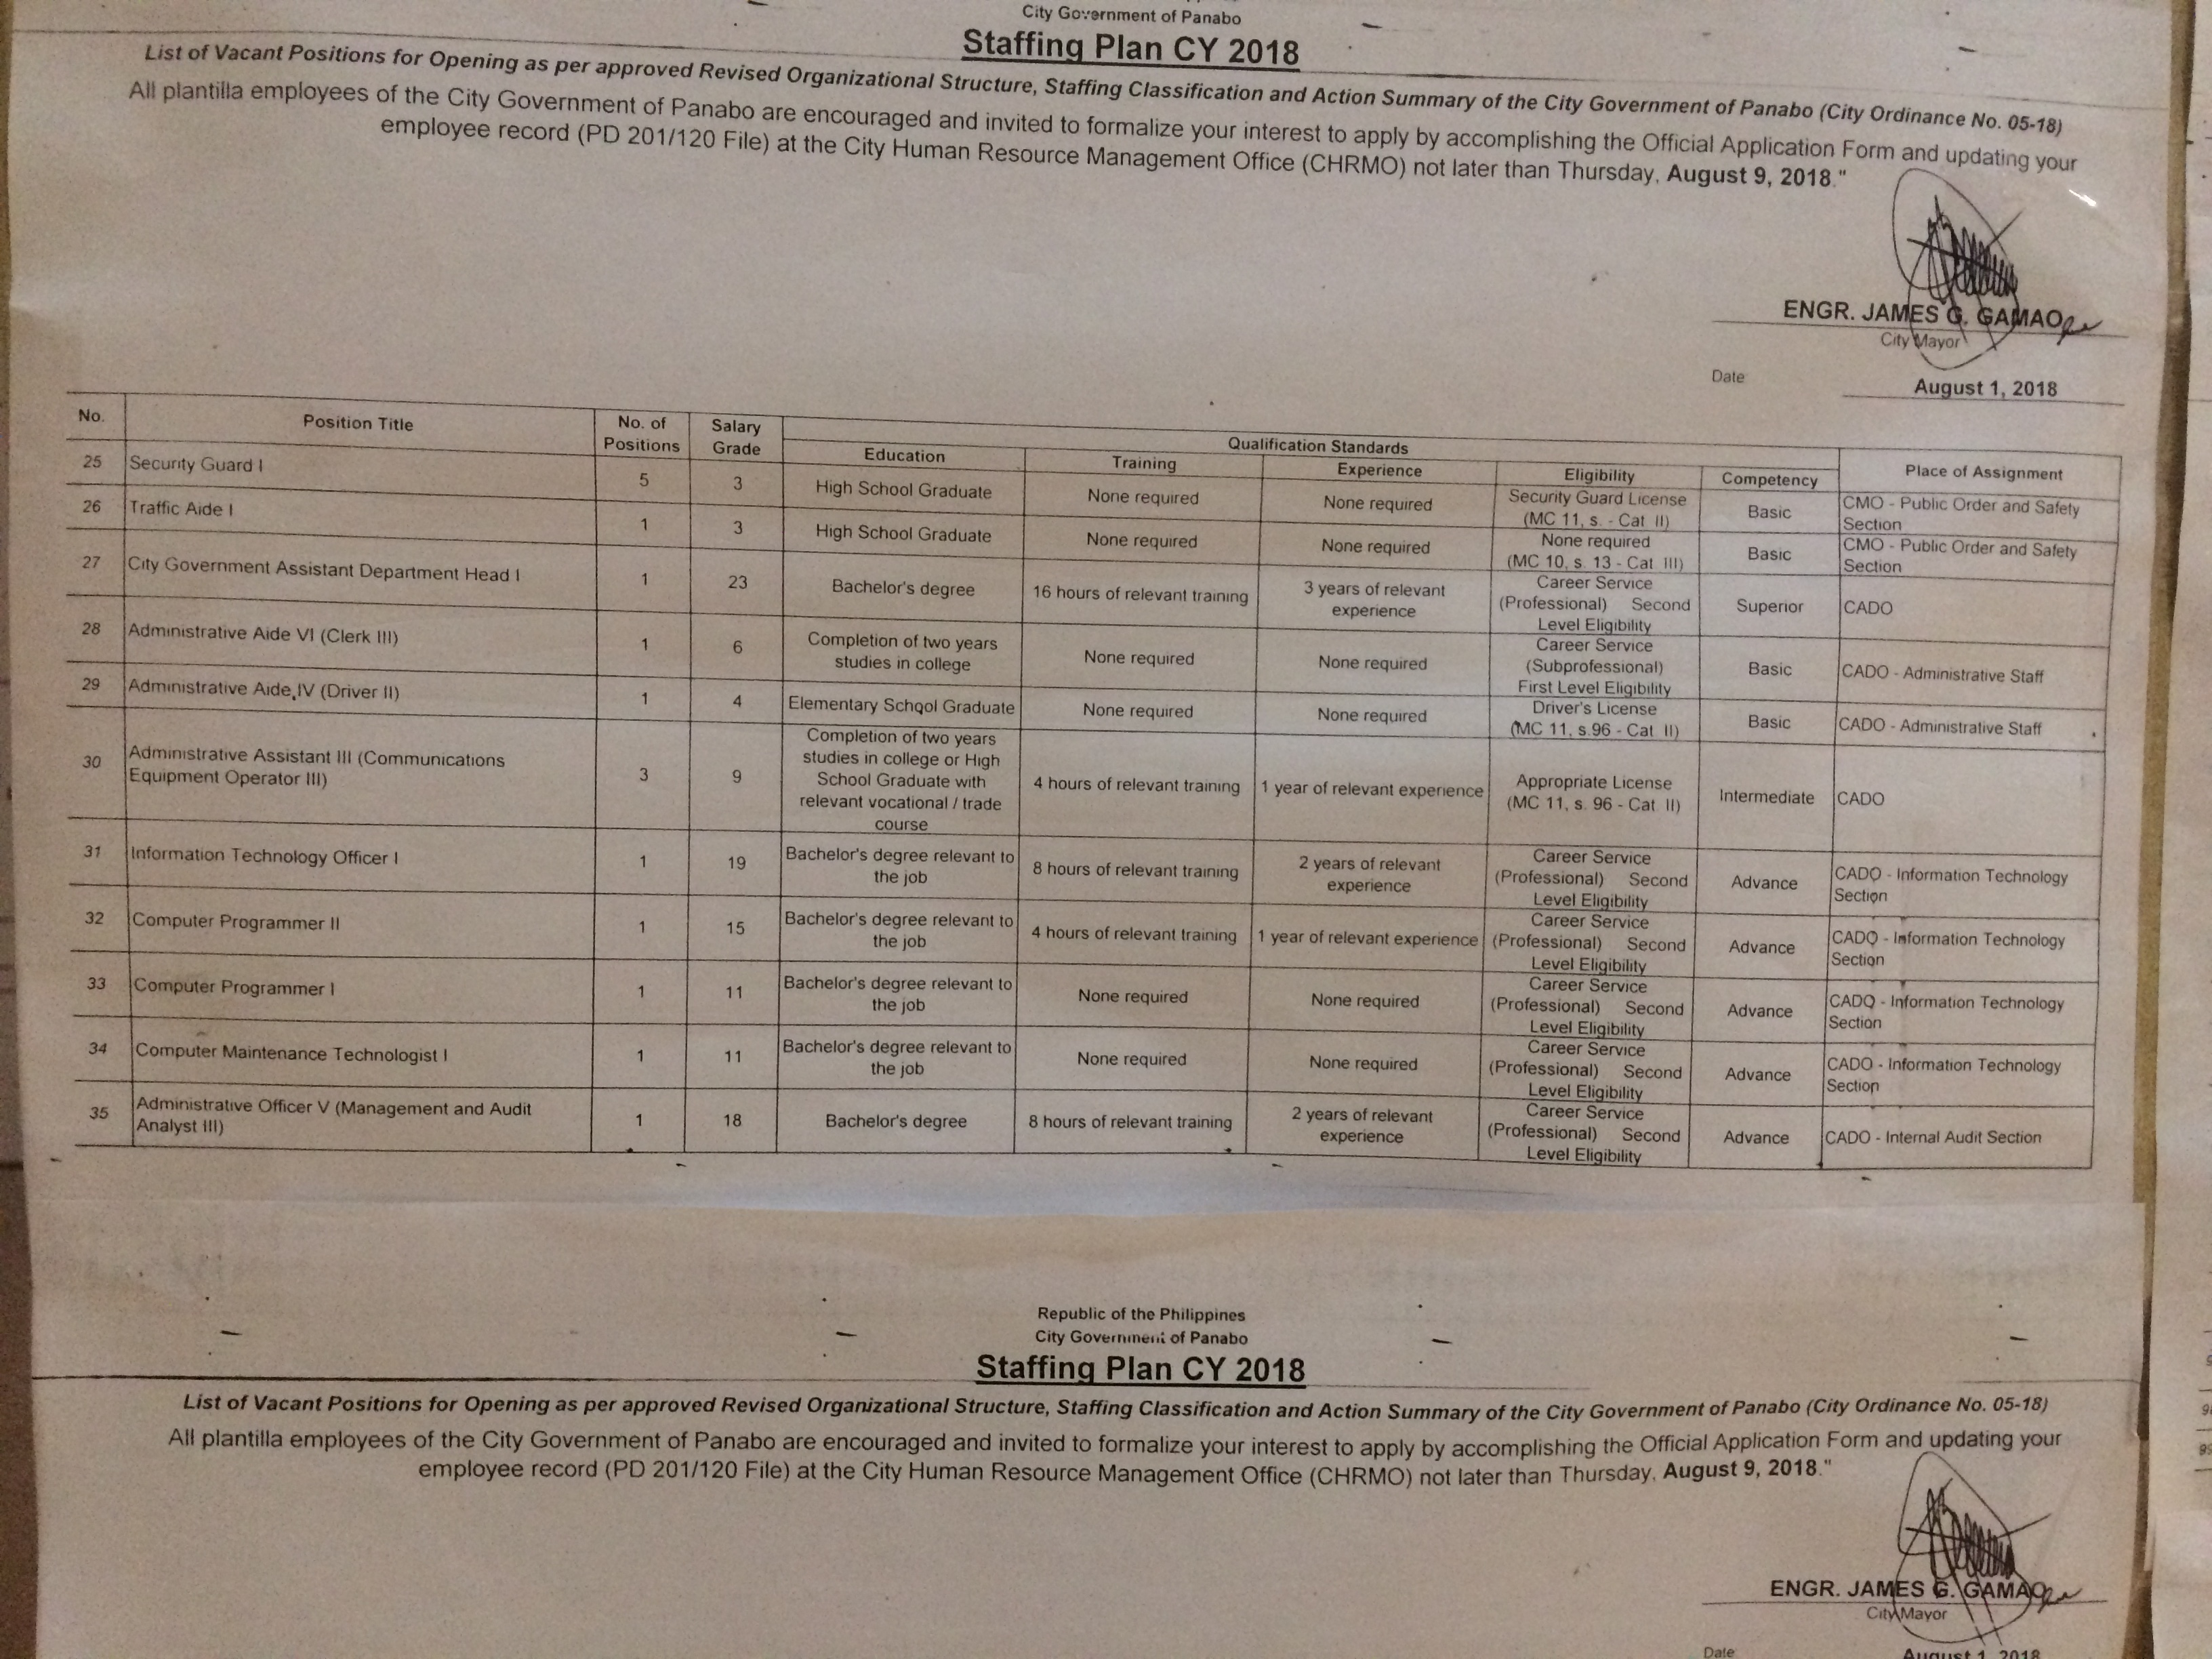 City Government of Panabo
Staffing Plan CY 2018
List of Vacant Positions for Opening as per approved Revised Organizational Structure, Staffing Classification and Action Summary of the City Government of Panabo (City Ordinance No. 05-18)
All plantilla employees of the City Government of Panabo are encouraged and invited to formalize your interest to apply by accomplishing the Official Application Form and updating your
employee record (PD 201/120 File) at the City Human Resource Management Office (CHRMO) not later than Thursday, August 9, 2018."
ENGR. JAMES G. GAMAO
City Mayor
Date August 1, 2018
No. Position Title No. of Positions Salary Grade Qualification Standards Place of Assignment
Education Training Experience Eligibility Competency
25 Security Guard I 5 3 High School Graduate None required None required Security Guard License (MC 11, s. - Cat II) Basic CMO - Public Order and Safety Section
26 Traffic Aide I 1 3 High School Graduate None required None required None required (MC 10, s. 13 - Cat III) Basic CMO - Public Order and Safety Section
27 City Government Assistant Department Head I 1 23 Bachelor's degree 16 hours of relevant training 3 years of relevant experience Career Service (Professional) Second Level Eligibility Superior CADO
28 Administrative Aide VI (Clerk III) 1 6 Completion of two years studies in college None required None required Career Service (Subprofessional) First Level Eligibility Basic CADO - Administrative Staff
29 Administrative Aide IV (Driver II) 1 4 Elementary School Graduate None required None required Driver's License (MC 11, s.96 - Cat II) Basic CADO - Administrative Staff
30 Administrative Assistant III (Communications Equipment Operator III) 3 9 Completion of two years studies in college or High School Graduate with relevant vocational / trade course 4 hours of relevant training 1 year of relevant experience Appropriate License (MC 11, s. 96 - Cat II) Intermediate CADO
31 Information Technology Officer I 1 19 Bachelor's degree relevant to the job 8 hours of relevant training 2 years of relevant experience Career Service (Professional) Second Level Eligibility Advance CADO - Information Technology Section
32 Computer Programmer II 1 15 Bachelor's degree relevant to the job 4 hours of relevant training 1 year of relevant experience Career Service (Professional) Second Level Eligibility Advance CADO - Information Technology Section
33 Computer Programmer I 1 11 Bachelor's degree relevant to the job None required None required Career Service (Professional) Second Level Eligibility Advance CADO - Information Technology Section
34 Computer Maintenance Technologist I 1 11 Bachelor's degree relevant to the job None required None required Career Service (Professional) Second Level Eligibility Advance CADO - Information Technology Section
35 Administrative Officer V (Management and Audit Analyst III) 1 18 Bachelor's degree 8 hours of relevant training 2 years of relevant experience Career Service (Professional) Second Level Eligibility Advance CADO - Internal Audit Section
Republic of the Philippines
City Government of Panabo
Staffing Plan CY 2018
List of Vacant Positions for Opening as per approved Revised Organizational Structure, Staffing Classification and Action Summary of the City Government of Panabo (City Ordinance No. 05-18)
All plantilla employees of the City Government of Panabo are encouraged and invited to formalize your interest to apply by accomplishing the Official Application Form and updating your
employee record (PD 201/120 File) at the City Human Resource Management Office (CHRMO) not later than Thursday, August 9, 2018."
ENGR. JAMES G. GAMAO
City Mayor
Date August 1, 2018